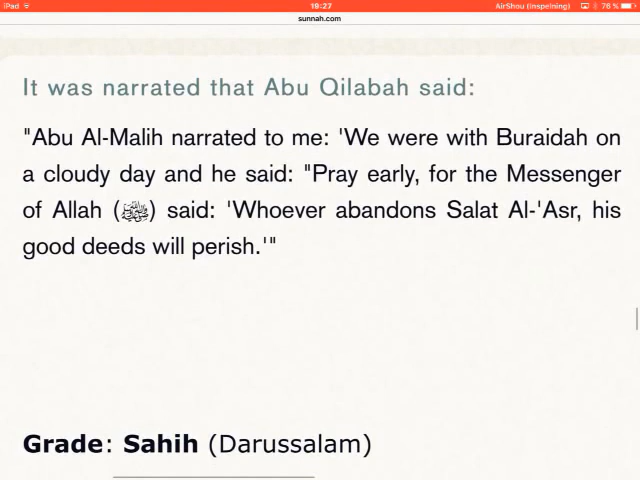 iPad 19:27 AirShou (Inspelning) 76 %
sunnah.com
It was narrated that Abu Qilabah said:
"Abu Al-Malih narrated to me: 'We were with Buraidah on
a cloudy day and he said: "Pray early, for the Messenger
of Allah (ﷺ) said: 'Whoever abandons Salat Al-'Asr, his
good deeds will perish.'"
Grade: Sahih (Darussalam)